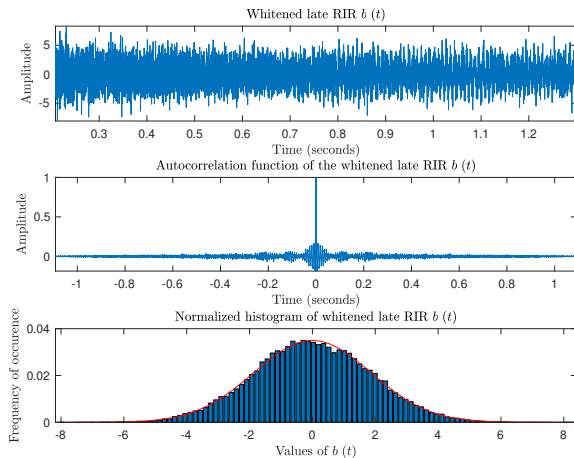 Whitened late RIR b (t)
Amplitude
5
0
-5
0.3 0.4 0.5 0.6 0.7 0.8 0.9 1 1.1 1.2
Time (seconds)
Autocorrelation function of the whitened late RIR b (t)
Amplitude
1
0.5
0
-1 -0.8 -0.6 -0.4 -0.2 0 0.2 0.4 0.6 0.8 1
Time (seconds)
Normalized histogram of whitened late RIR b (t)
Frequency of occurence
0.04
0.02
0
-8 -6 -4 -2 0 2 4 6 8
Values of b (t)